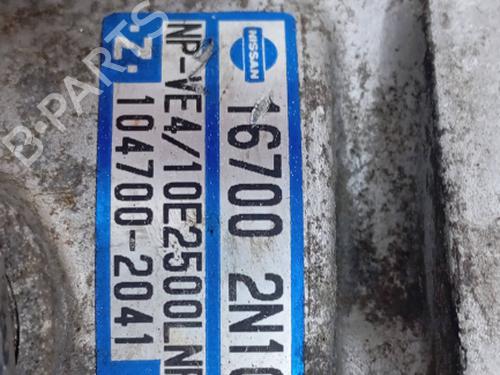 NISSAN
16700 2N10
.Z. NP-VE4/10E2500LNP
104700-2041
B-PARTS